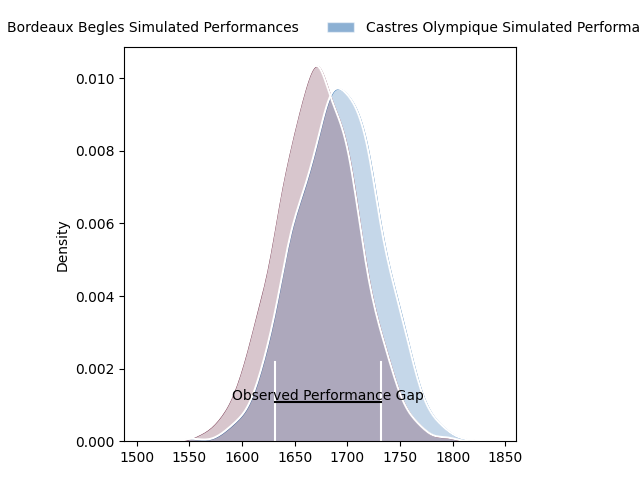 Bordeaux Begles Simulated Performances
Castres Olympique Simulated Performa
Density
0.010
0.008
0.006
0.004
0.002
0.000
Observed Performance Gap
1500 1550 1600 1650 1700 1750 1800 1850